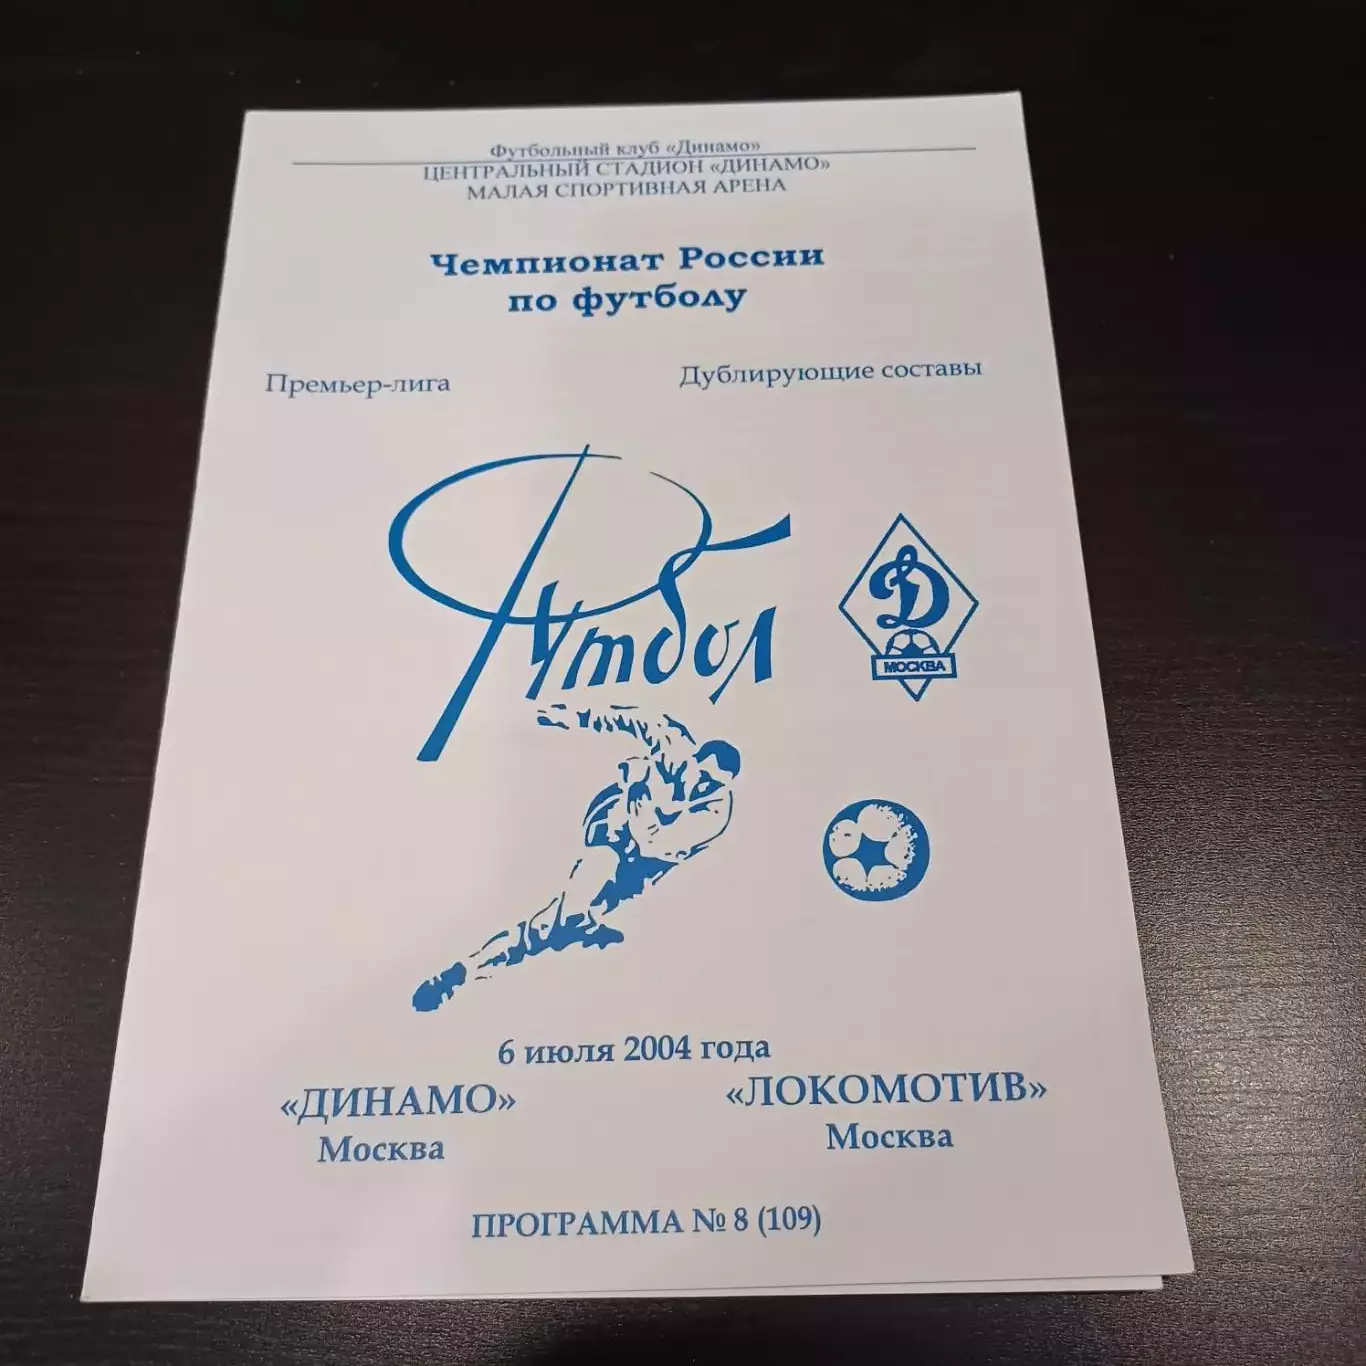 Футбольный клуб «Динамо»
ЦЕНТРАЛЬНЫЙ СТАДИОН «ДИНАМО»
МАЛАЯ СПОРТИВНАЯ АРЕНА
Чемпионат России
по футболу
Премьер-лига
Дублирующие составы
Футбол
Д
МОСКВА
6 июля 2004 года
«ДИНАМО»
Москва
«ЛОКОМОТИВ»
Москва
ПРОГРАММА № 8 (109)